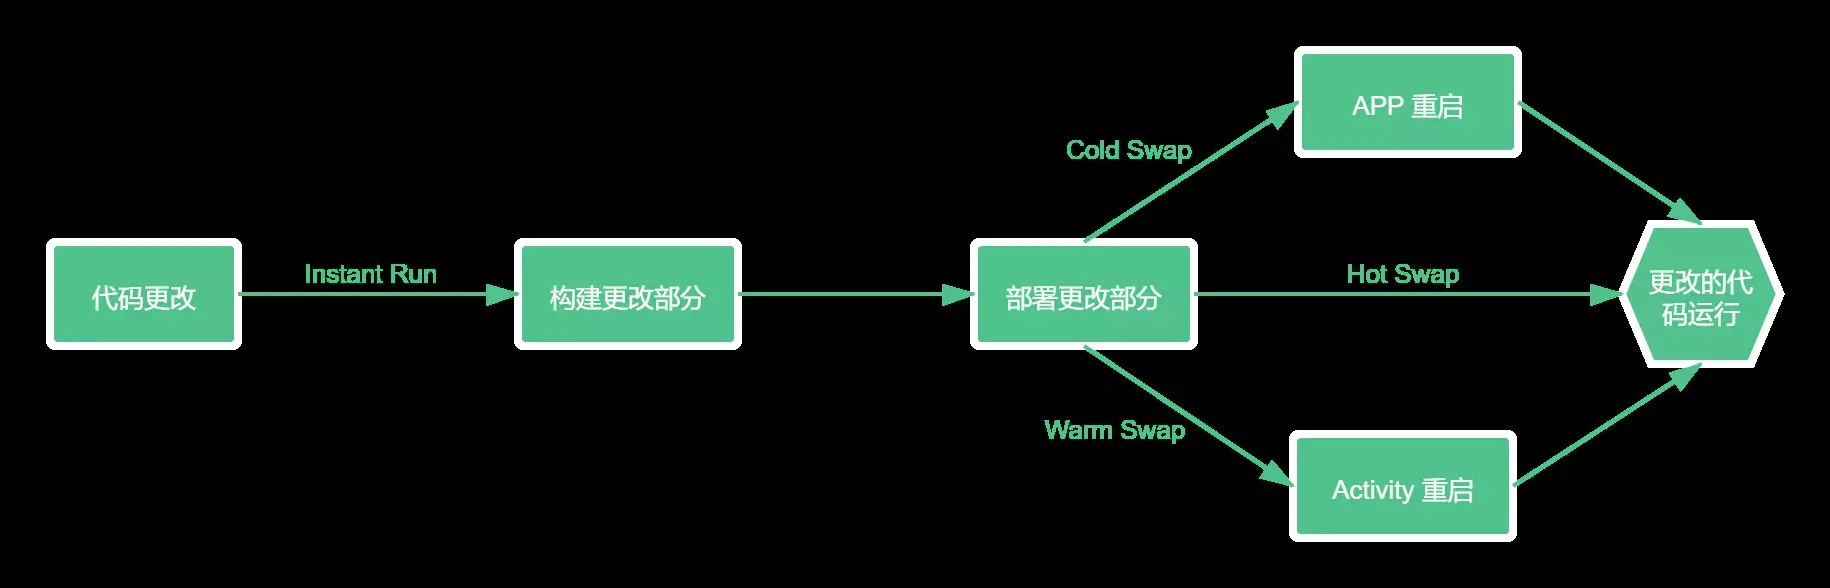 代码更改
Instant Run
构建更改部分
部署更改部分
Cold Swap
APP 重启
Hot Swap
Warm Swap
Activity 重启
更改的代
码运行